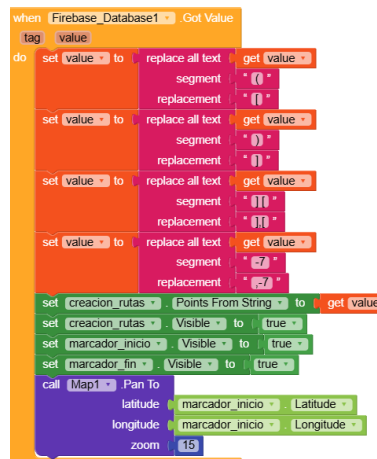 when Firebase_Database1 .Got Value
tag value
do set value to replace all text get value
segment " ( "
replacement " [ "
set value to replace all text get value
segment " ) "
replacement " ] "
set value to replace all text get value
segment " ][ "
replacement " ],[ "
set value to replace all text get value
segment " -7 "
replacement " ,-7 "
set creacion_rutas . Points From String to get value
set creacion_rutas . Visible to true
set marcador_inicio . Visible to true
set marcador_fin . Visible to true
call Map1 .Pan To
latitude marcador_inicio . Latitude
longitude marcador_inicio . Longitude
zoom 15